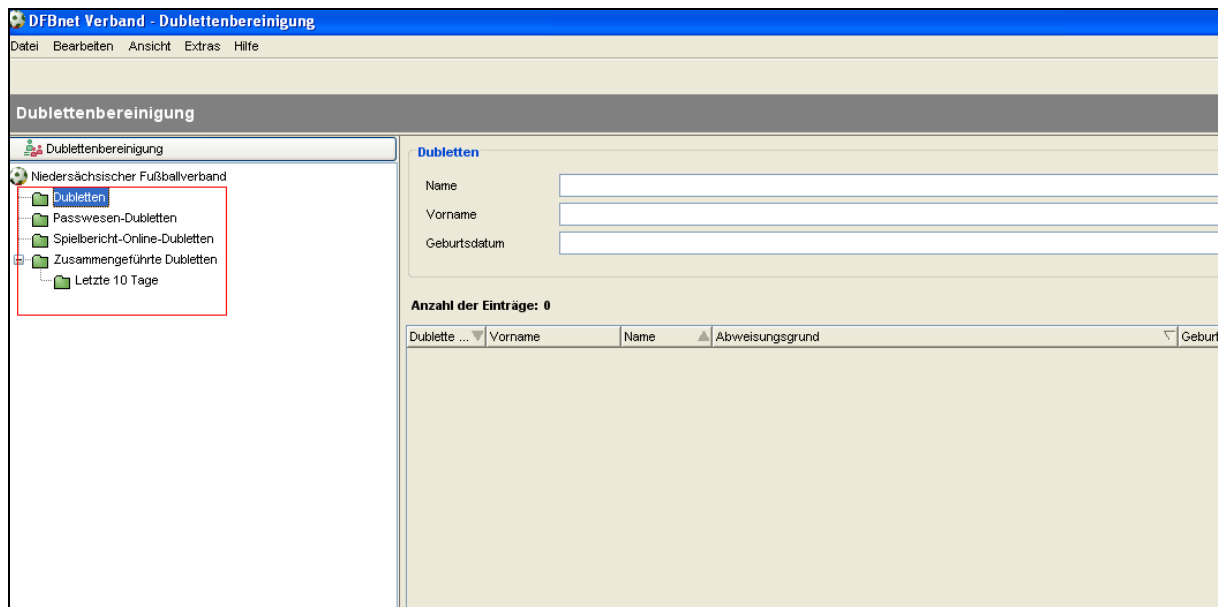 DFBnet Verband - Dublettenbereinigung
Datei Bearbeiten Ansicht Extras Hilfe
Dublettenbereinigung
Dublettenbereinigung
Niedersächsischer Fußballverband
Dubletten
Passwesen-Dubletten
Spielbericht-Online-Dubletten
Zusammengeführte Dubletten
Letzte 10 Tage
Dubletten
Name
Vorname
Geburtsdatum
Anzahl der Einträge: 0
Dublette ... Vorname Name Abweisungsgrund Geburt